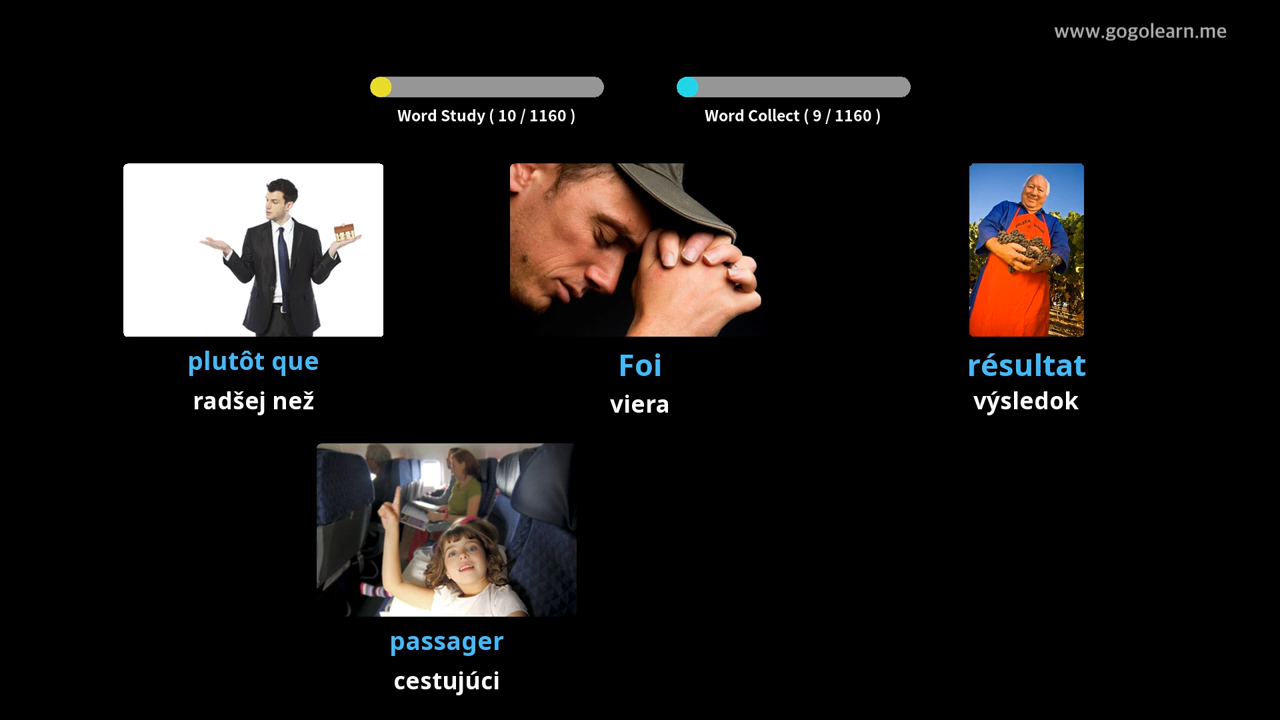 www.gogolearn.me
Word Study ( 10 / 1160 )
Word Collect ( 9 / 1160 )
plutôt que
radšej než
Foi
viera
résultat
výsledok
passager
cestujúci